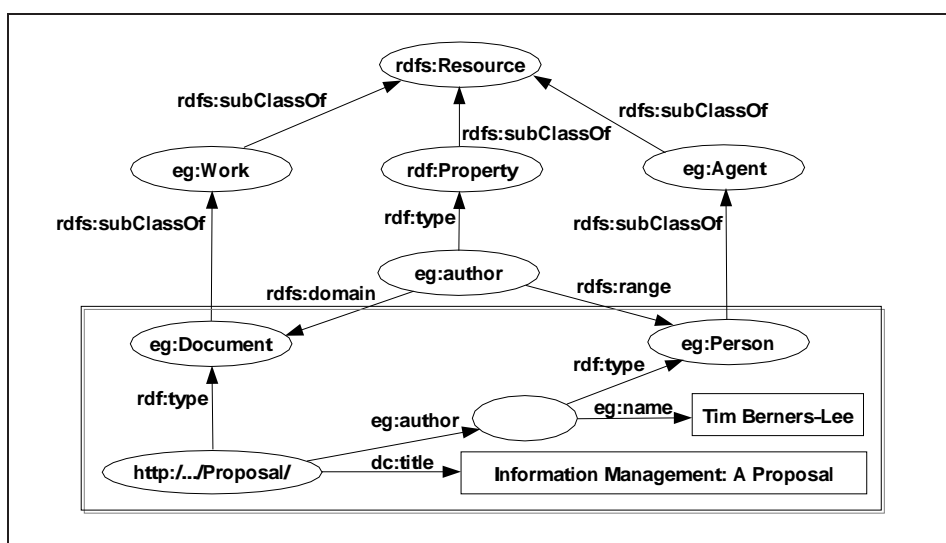 rdfs:Resource
rdfs:subClassOf
rdfs:subClassOf
rdfs:subClassOf
eg:Work
rdf:Property
eg:Agent
rdfs:subClassOf
rdf:type
rdfs:subClassOf
eg:author
rdfs:domain
rdfs:range
eg:Document
eg:Person
rdf:type
rdf:type
eg:author
eg:name
Tim Berners-Lee
http:/.../Proposal/
dc:title
Information Management: A Proposal